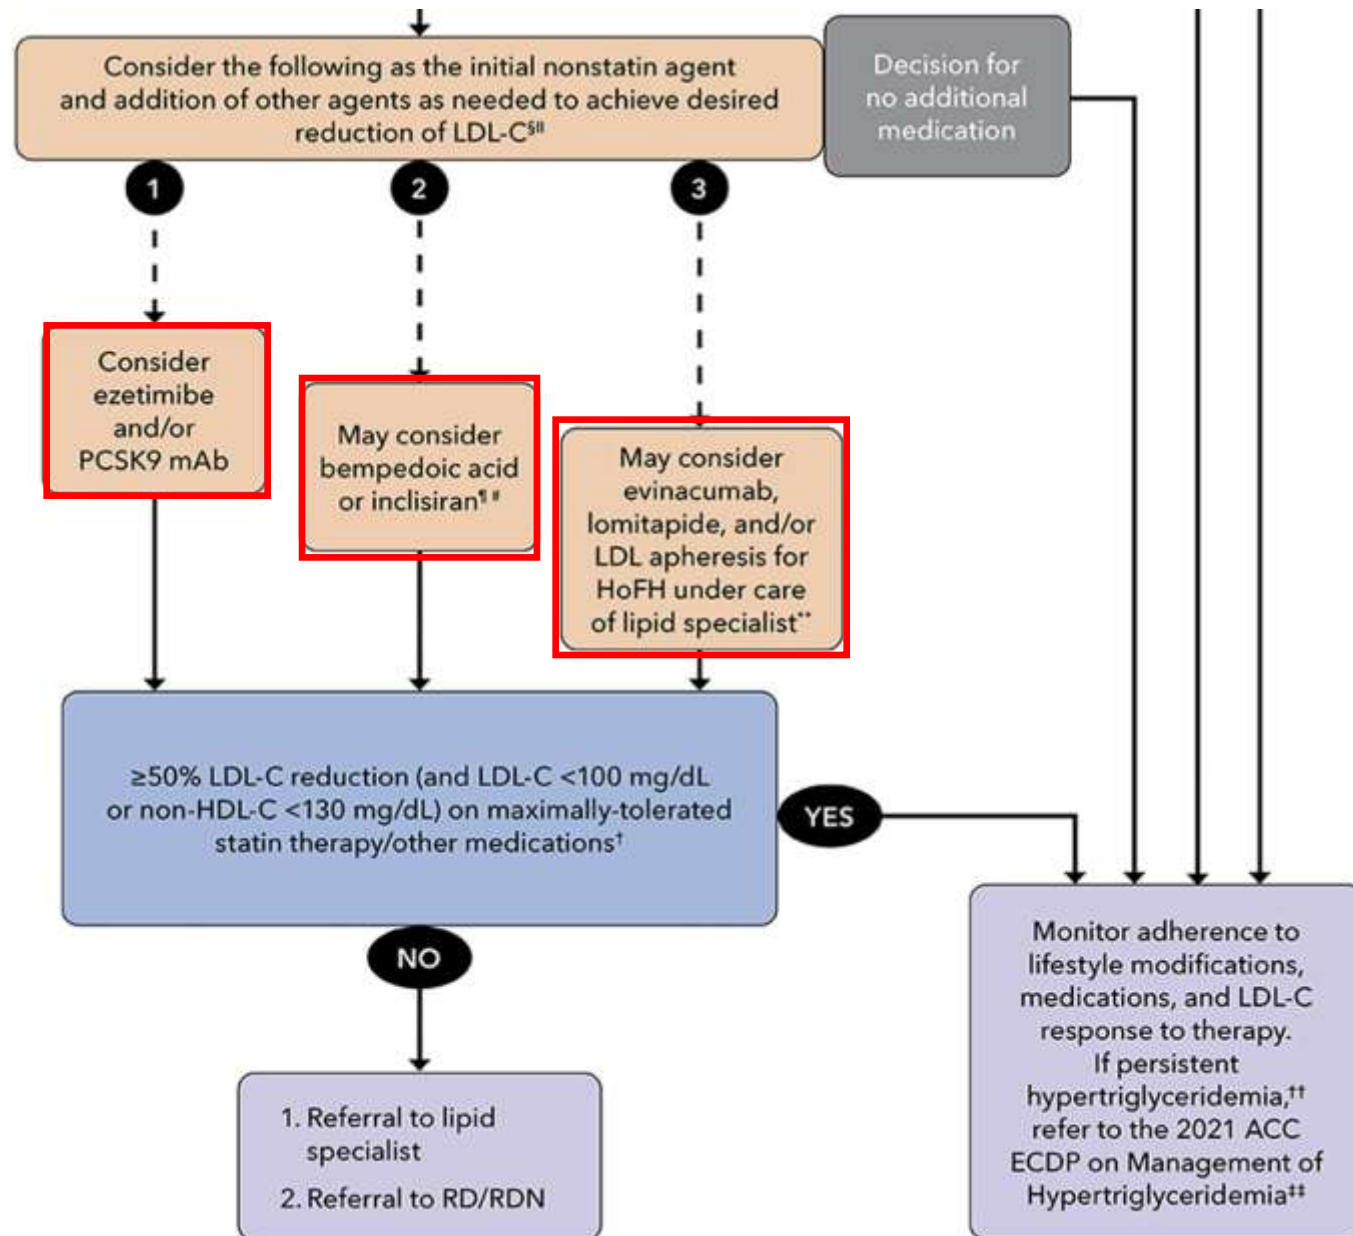 Consider the following as the initial nonstatin agent
and addition of other agents as needed to achieve desired
reduction of LDL-C§||
Decision for
no additional
medication
1
2
3
Consider
ezetimibe
and/or
PCSK9 mAb
May consider
bempedoic acid
or inclisiran¶ #
May consider
evinacumab,
lomitapide, and/or
LDL apheresis for
HoFH under care
of lipid specialist**
≥50% LDL-C reduction (and LDL-C <100 mg/dL
or non-HDL-C <130 mg/dL) on maximally-tolerated
statin therapy/other medications†
YES
NO
1. Referral to lipid
specialist
2. Referral to RD/RDN
Monitor adherence to
lifestyle modifications,
medications, and LDL-C
response to therapy.
If persistent
hypertriglyceridemia,††
refer to the 2021 ACC
ECDP on Management of
Hypertriglyceridemia‡‡